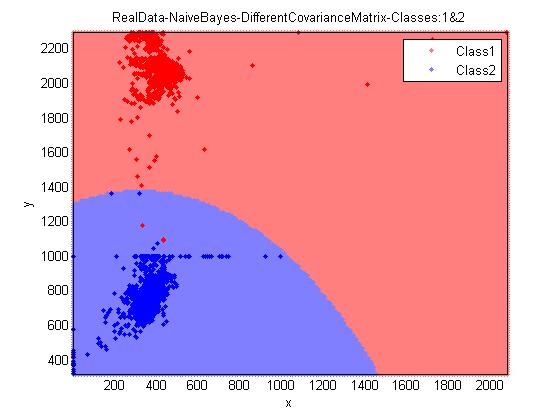 RealData-NaiveBayes-DifferentCovarianceMatrix-Classes:1&2
Class1
Class2
2200
2000
1800
1600
1400
1200
1000
800
600
400
y
200 400 600 800 1000 1200 1400 1600 1800 2000
x